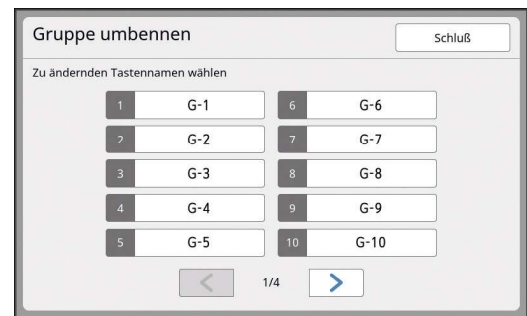 Gruppe umbennen
Schluß
Zu ändernden Tastennamen wählen
1 G-1 6 G-6
2 G-2 7 G-7
3 G-3 8 G-8
4 G-4 9 G-9
5 G-5 10 G-10
1/4